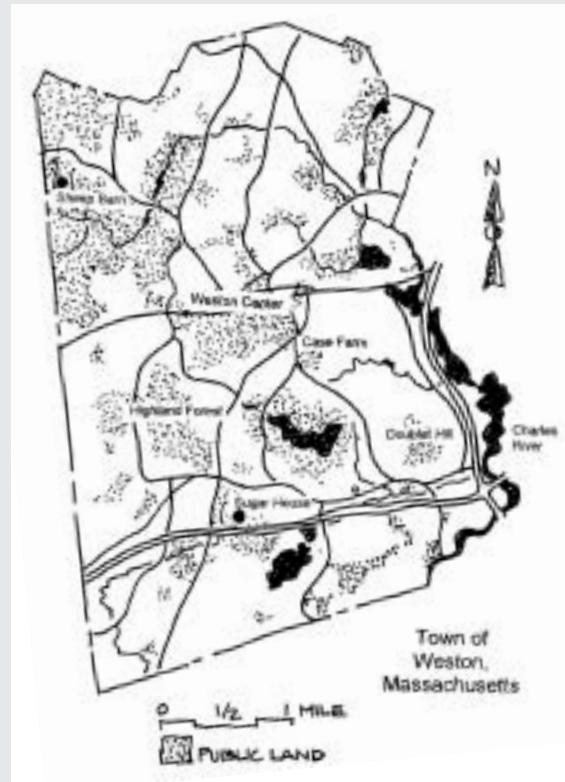 N
Sheep Barn
Weston Center
Case Farm
Highland Forest
Doublet Hill
Charles
River
Sugar House
Town of
Weston,
Massachusetts
0 1/2 1 MILE
PUBLIC LAND